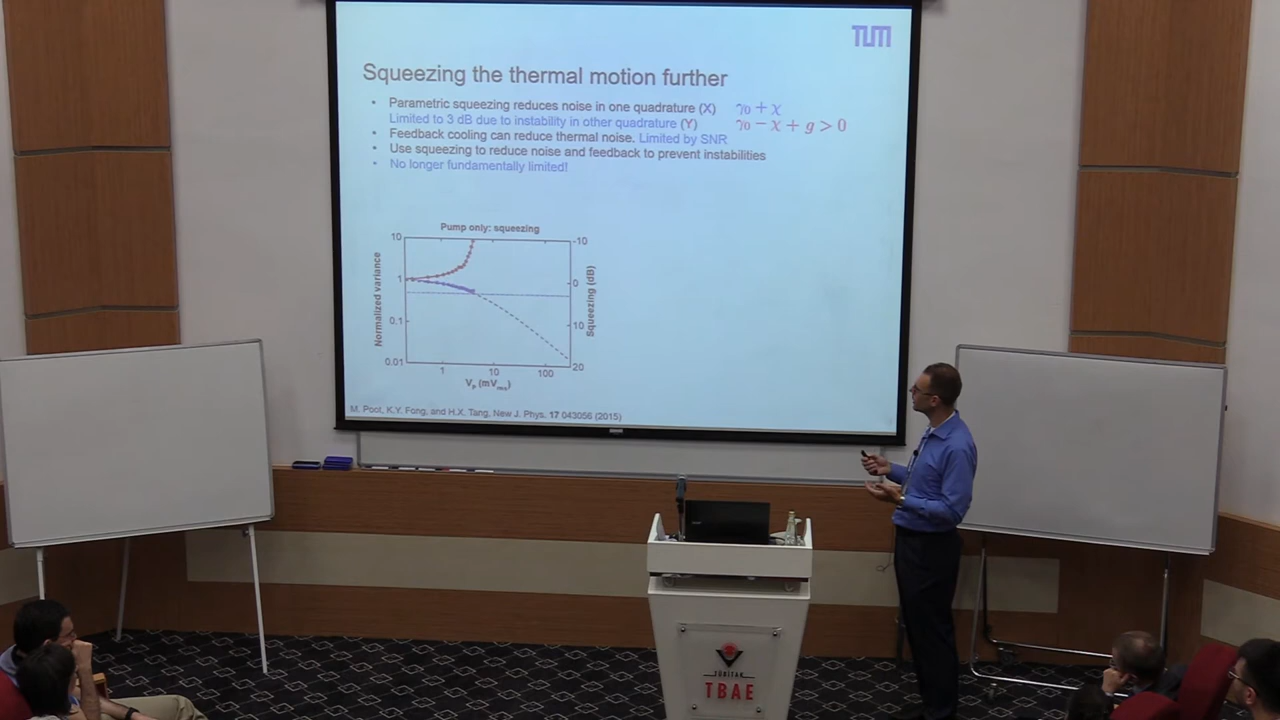 TUM
Squeezing the thermal motion further
• Parametric squeezing reduces noise in one quadrature (X) γ₀ + χ
Limited to 3 dB due to instability in other quadrature (Y) γ₀ − χ + g > 0
• Feedback cooling can reduce thermal noise. Limited by SNR
• Use squeezing to reduce noise and feedback to prevent instabilities
• No longer fundamentally limited!
Pump only: squeezing
Normalized variance
10
1
0.1
0.01
-10
0
10
20
Squeezing (dB)
1 10 100
Vₚ (mVrms)
M. Poot, K.Y. Fong, and H.X. Tang, New J. Phys. 17 043056 (2015)
TÜBİTAK
TBAE